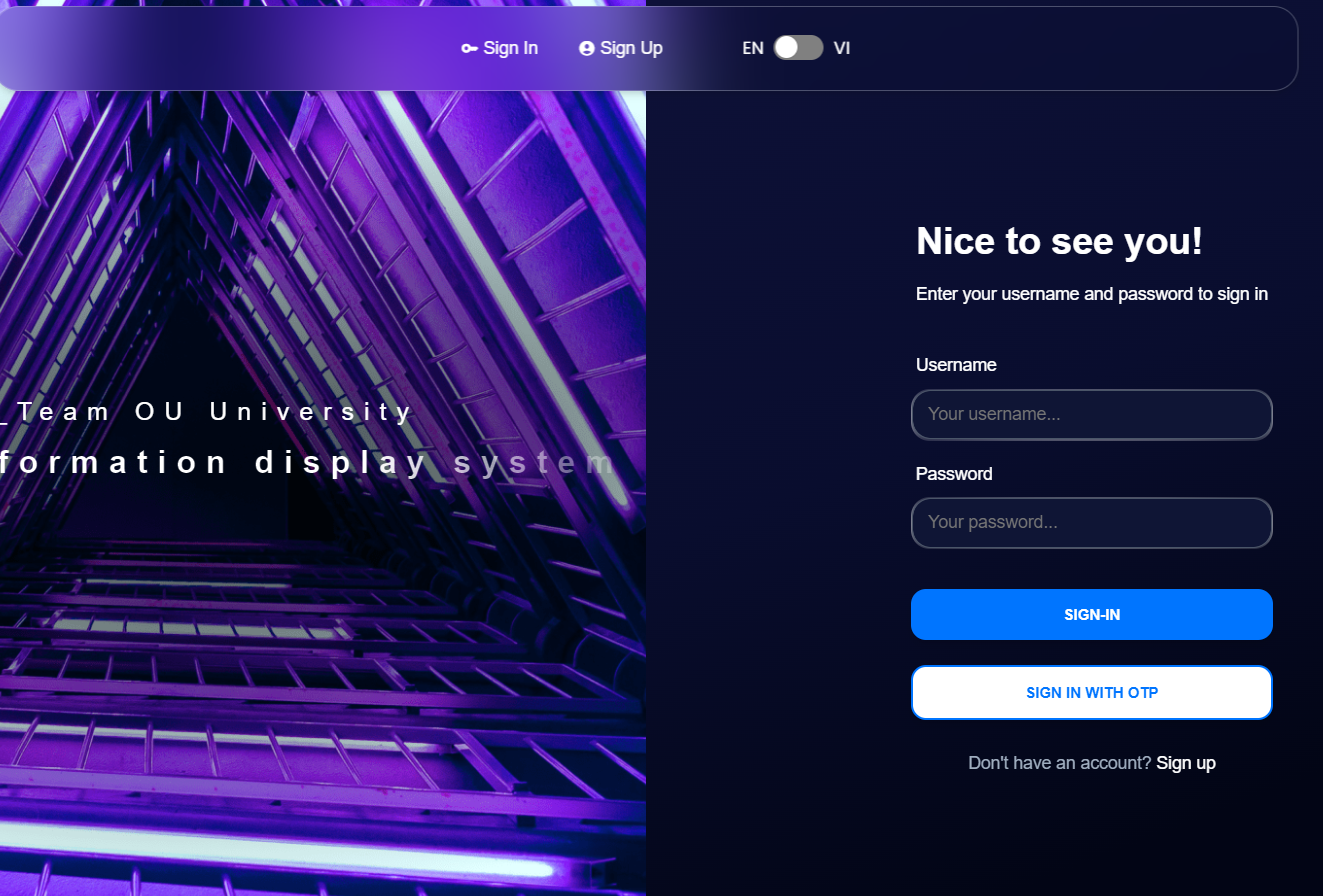 Sign In Sign Up EN VI
_Team OU University
formation display system
Nice to see you!
Enter your username and password to sign in
Username
Your username...
Password
Your password...
SIGN-IN
SIGN IN WITH OTP
Don't have an account? Sign up